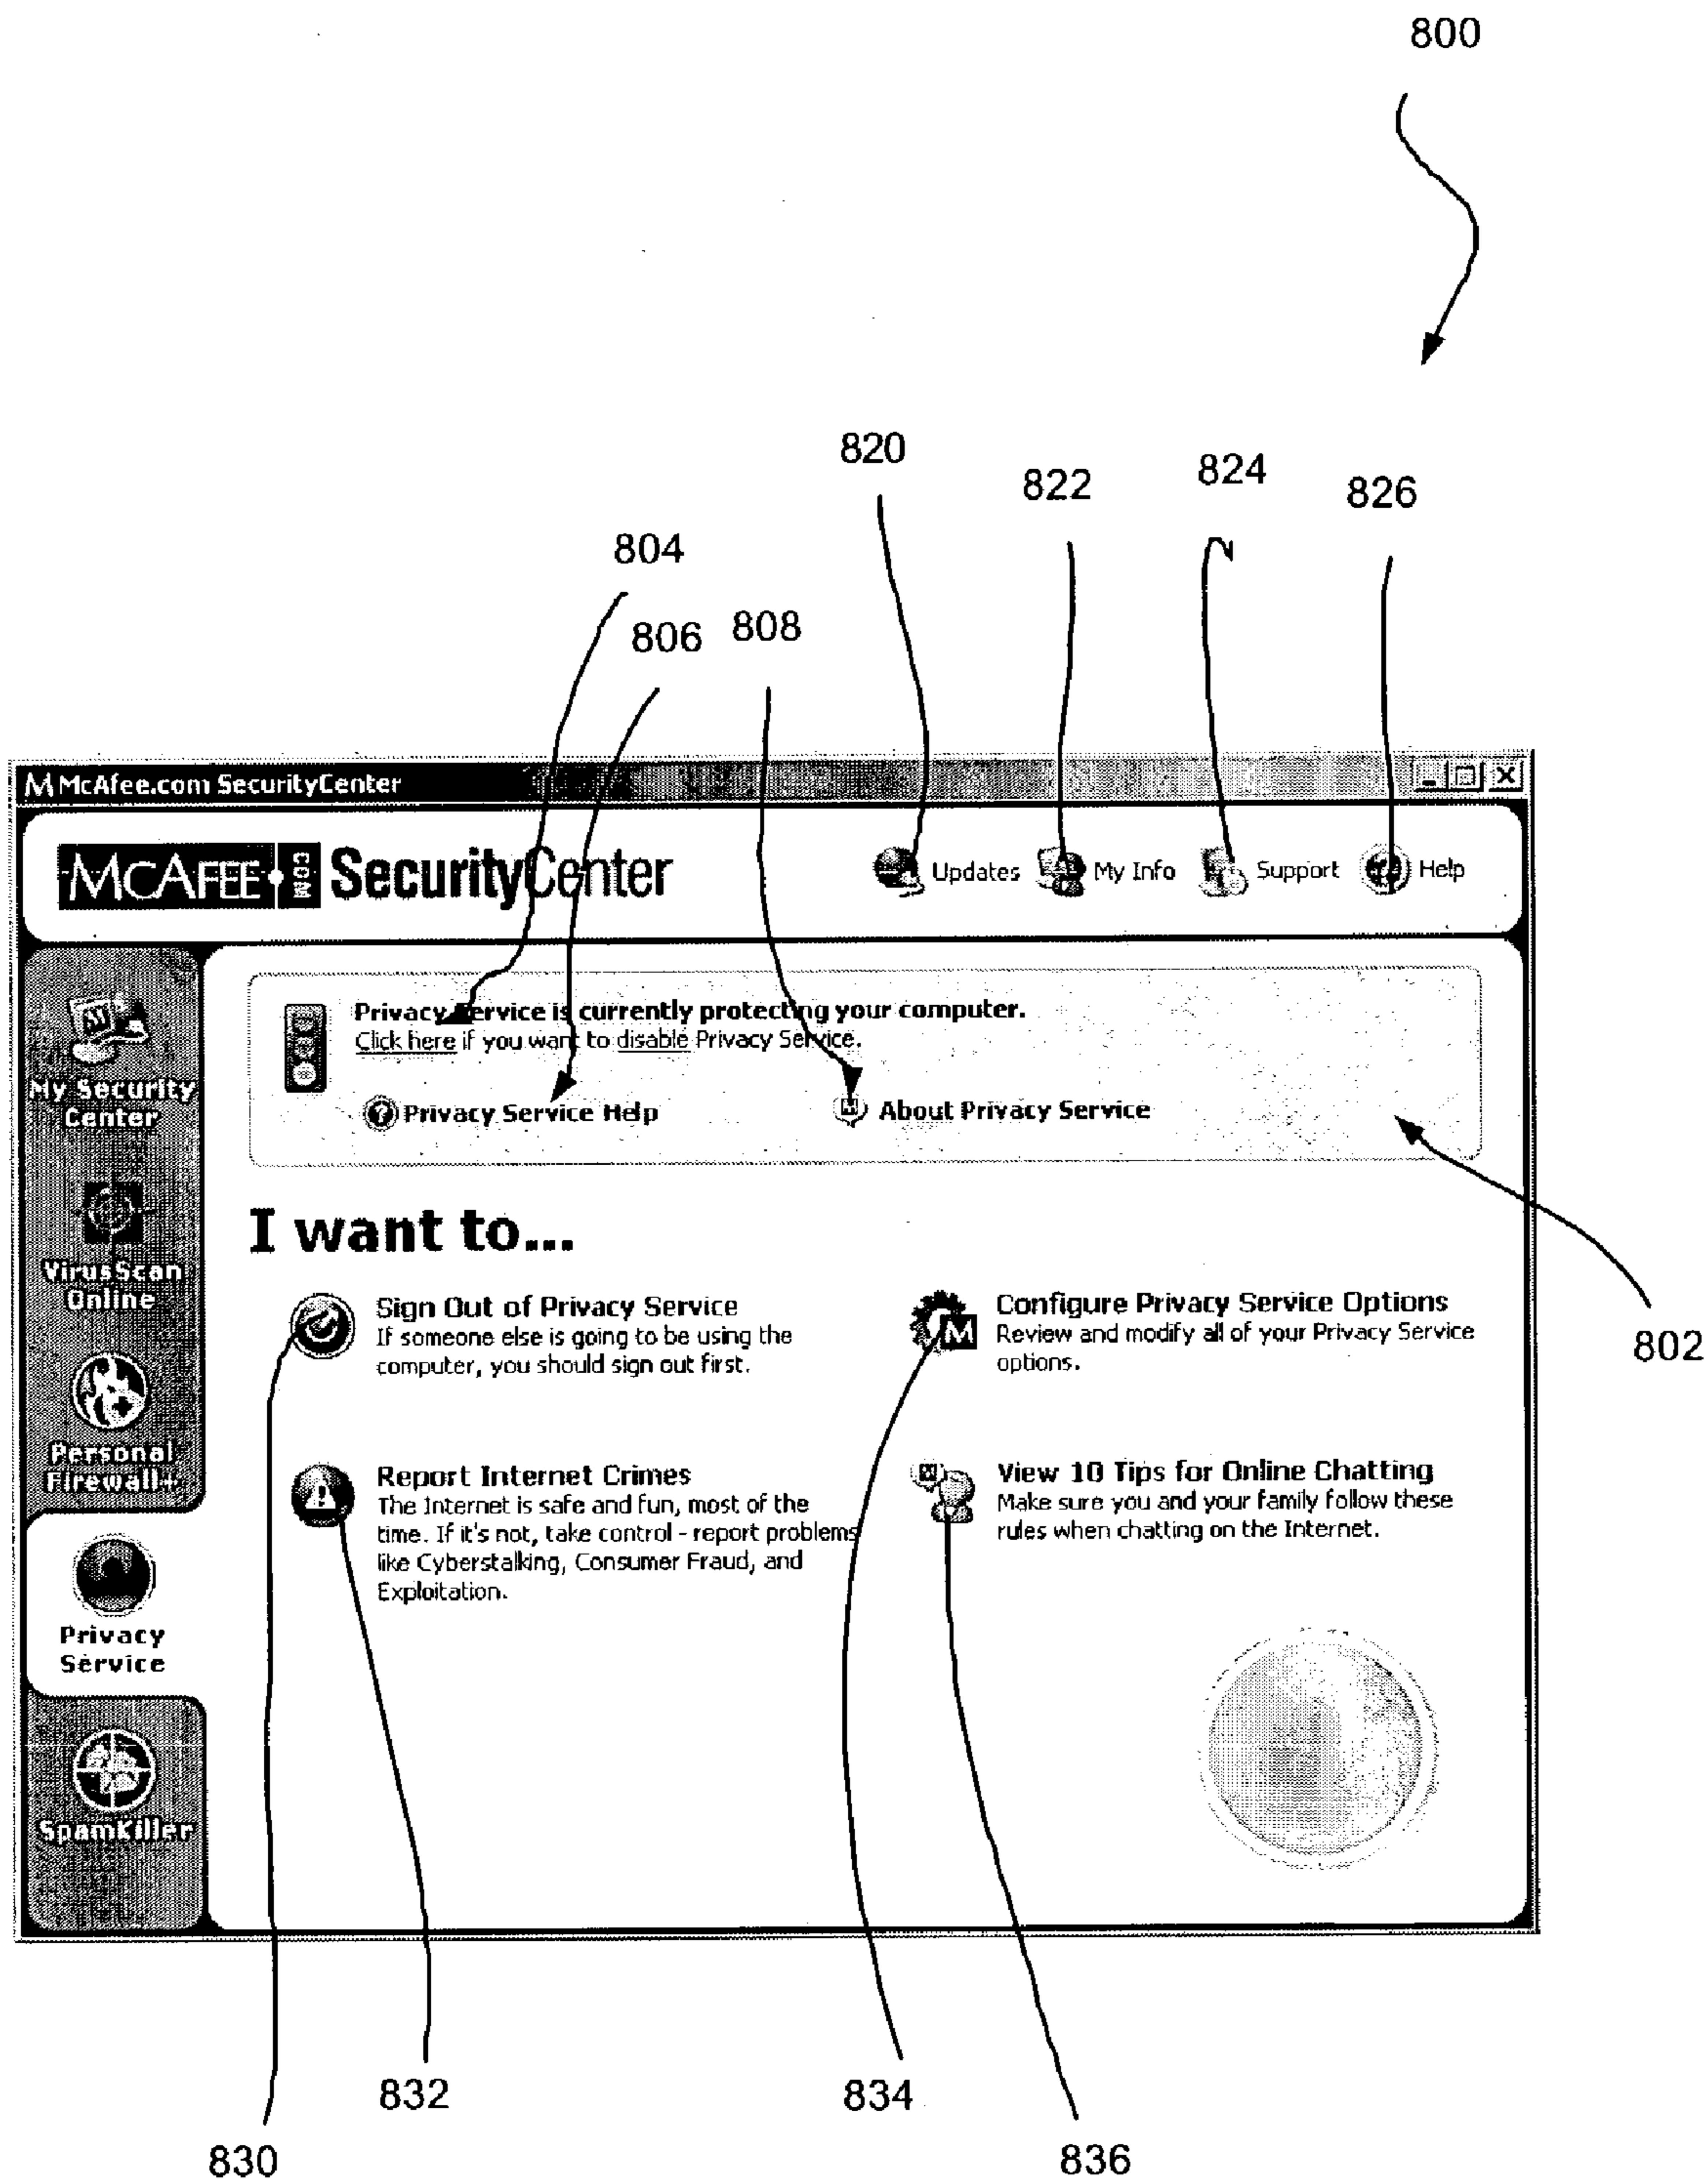 800
820
822
824
826
804
806
808
McAfee.com SecurityCenter
McAFEE COM SecurityCenter
Updates
My Info
Support
Help
Privacy Service is currently protecting your computer.
Click here if you want to disable Privacy Service.
Privacy Service Help
About Privacy Service
My Security
Center
VirusScan
Online
Personal
Firewall+
Privacy
Service
SpamKiller
I want to...
Sign Out of Privacy Service
If someone else is going to be using the
computer, you should sign out first.
Configure Privacy Service Options
Review and modify all of your Privacy Service
options.
802
Report Internet Crimes
The Internet is safe and fun, most of the
time. If it's not, take control - report problems
like Cyberstalking, Consumer Fraud, and
Exploitation.
View 10 Tips for Online Chatting
Make sure you and your family follow these
rules when chatting on the Internet.
832
834
830
836